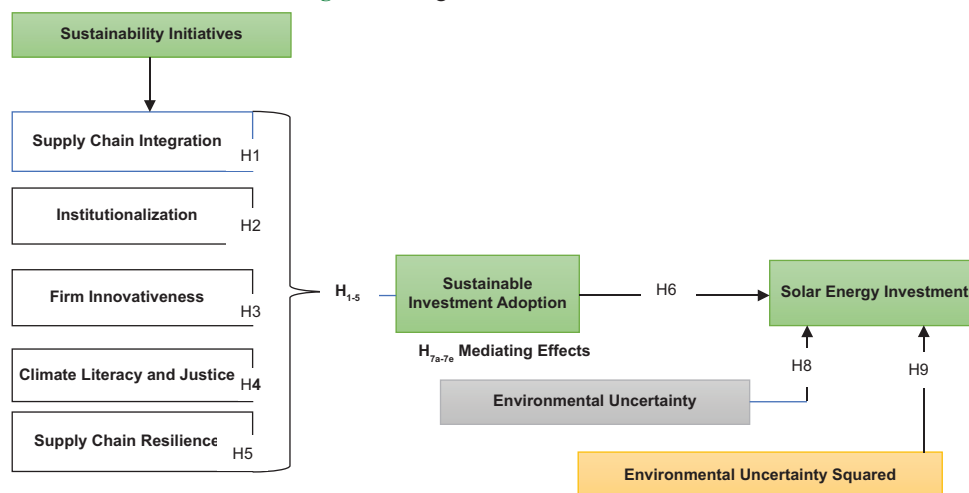 Sustainability Initiatives
Supply Chain Integration
H1
Institutionalization
H2
Firm Innovativeness
H3
Climate Literacy and Justice
H4
Supply Chain Resilience
H5
H1-5
Sustainable
Investment Adoption
H7a-7e Mediating Effects
H6
Solar Energy Investment
H8
H9
Environmental Uncertainty
Environmental Uncertainty Squared